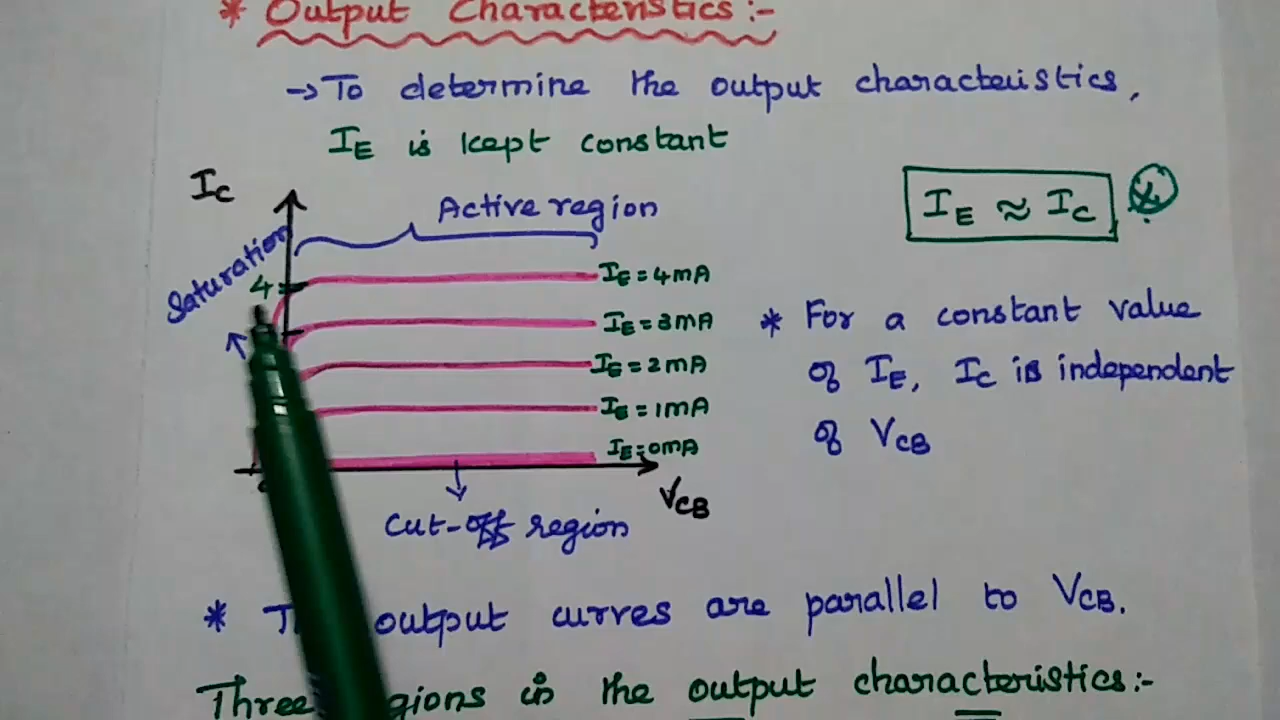 * Output Characteristics:-
→ To determine the output characteristics,
IE is kept constant
IC
Active region
IE ≈ IC
Saturation
4
IE = 4mA
IE = 3mA
IE = 2mA
IE = 1mA
IE = 0mA
VCB
Cut-off region
* For a constant value
of IE, IC is independent
of VCB
* output curves are parallel to VCB.
Three in the output characteristics:-